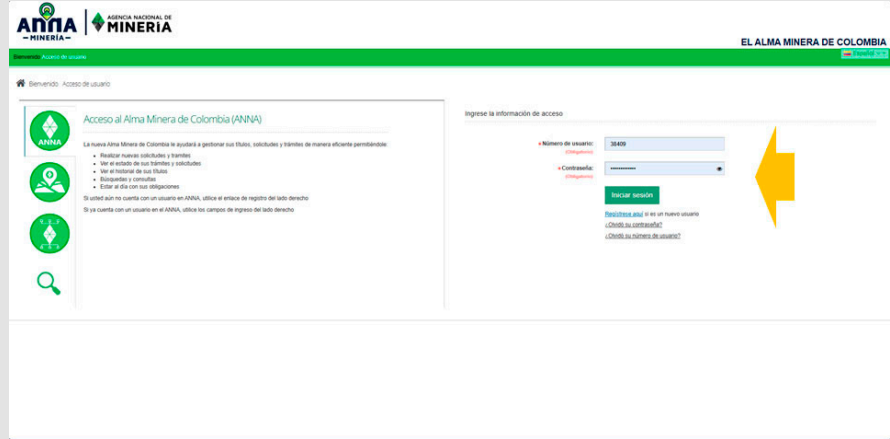 ANNA
- MINERÍA -
AGENCIA NACIONAL DE
MINERÍA
EL ALMA MINERA DE COLOMBIA
Bienvenido Acceso de usuario
Español
Bienvenido Acceso de usuario
ANNA
Acceso al Alma Minera de Colombia (ANNA)
La nueva Alma Minera de Colombia le ayudará a gestionar sus títulos, solicitudes y trámites de manera eficiente permitiéndole:
Realizar nuevas solicitudes y tramites
Ver el estado de sus trámites y solicitudes
Ver el historial de sus títulos
Búsquedas y consultas
Estar al día con sus obligaciones
Si usted aún no cuenta con un usuario en ANNA, utilice el enlace de registro del lado derecho
Si ya cuenta con un usuario en el ANNA, utilice los campos de ingreso del lado derecho
Ingrese la información de acceso
* Número de usuario:
(Obligatorio)
38409
* Contraseña:
(Obligatorio)
Iniciar sesión
Regístrese aquí si es un nuevo usuario
¿Olvidó su contraseña?
¿Olvidó su número de usuario?